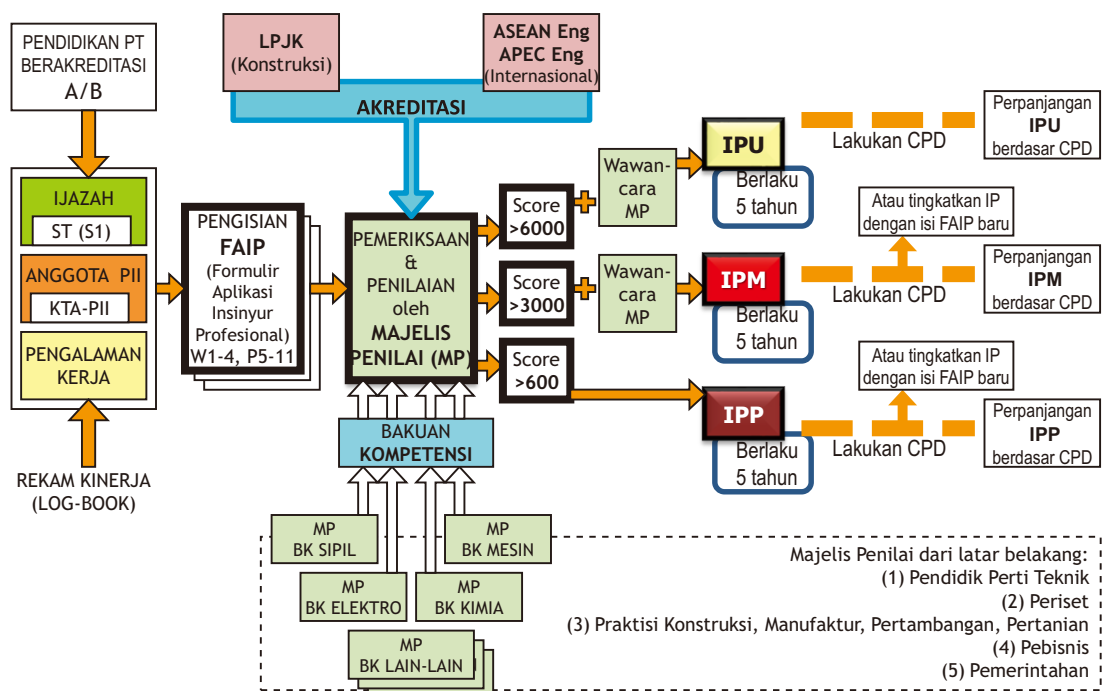 PENDIDIKAN PT
BERAKREDITASI
A/B
LPJK
(Konstruksi)
ASEAN Eng
APEC Eng
(Internasional)
AKREDITASI
IJAZAH
ST (S1)
ANGGOTA PII
KTA-PII
PENGALAMAN
KERJA
REKAM KINERJA
(LOG-BOOK)
PENGISIAN
FAIP
(Formulir
Aplikasi
Insinyur
Profesional)
W1-4, P5-11
PEMERIKSAAN
&
PENILAIAN
oleh
MAJELIS
PENILAI (MP)
Score
>6000
Wawan-
cara
MP
IPU
Berlaku
5 tahun
Lakukan CPD
Perpanjangan
IPU
berdasar CPD
Score
>3000
Wawan-
cara
MP
IPM
Berlaku
5 tahun
Atau tingkatkan IP
dengan isi FAIP baru
Lakukan CPD
Perpanjangan
IPM
berdasar CPD
Score
>600
IPP
Berlaku
5 tahun
Atau tingkatkan IP
dengan isi FAIP baru
Lakukan CPD
Perpanjangan
IPP
berdasar CPD
BAKUAN
KOMPETENSI
MP
BK SIPIL
MP
BK MESIN
MP
BK ELEKTRO
MP
BK KIMIA
MP
BK LAIN-LAIN
Majelis Penilai dari latar belakang:
(1) Pendidik Perti Teknik
(2) Periset
(3) Praktisi Konstruksi, Manufaktur, Pertambangan, Pertanian
(4) Pebisnis
(5) Pemerintahan